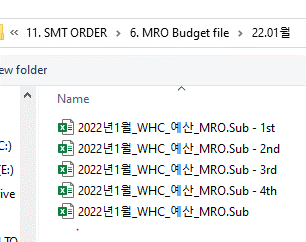 « 11. SMT ORDER > 6. MRO Budget file > 22.01월
ew folder
Name
2022년1월_WHC_예산_MRO.Sub - 1st
2022년1월_WHC_예산_MRO.Sub - 2nd
C:)
2022년1월_WHC_예산_MRO.Sub - 3rd
E:)
2022년1월_WHC_예산_MRO.Sub - 4th
rive
2022년1월_WHC_예산_MRO.Sub
TO